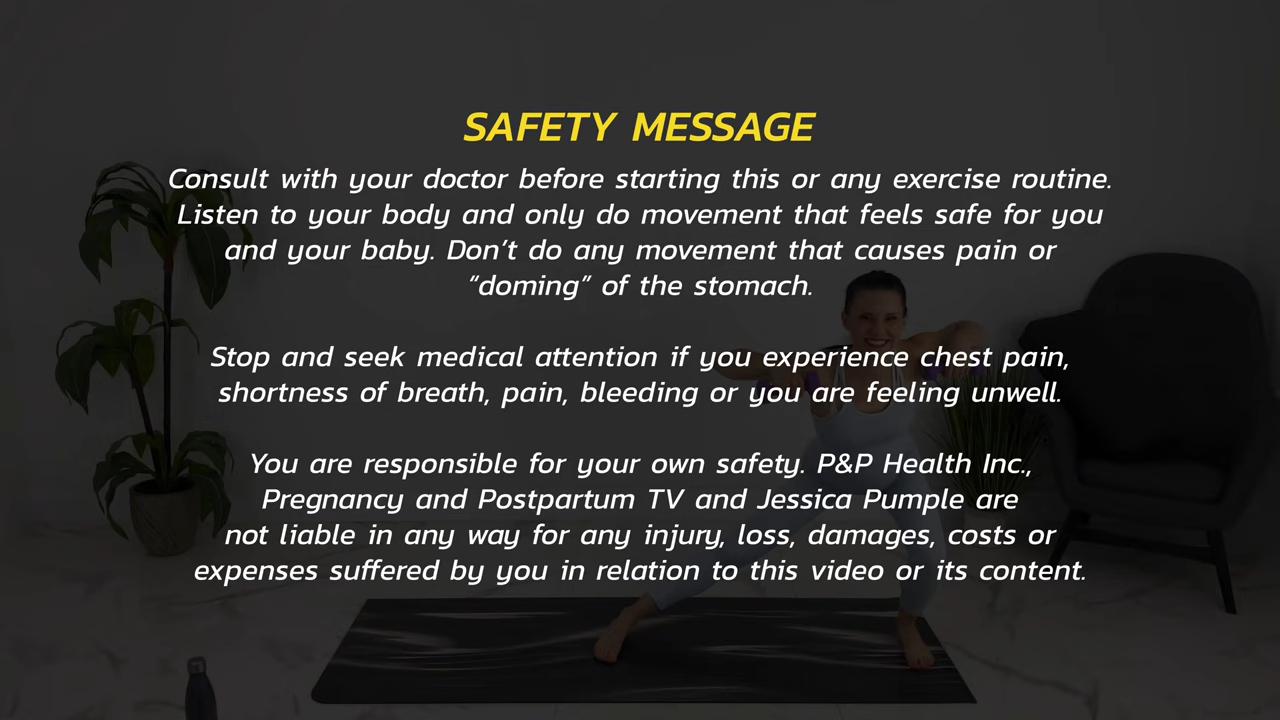 SAFETY MESSAGE
Consult with your doctor before starting this or any exercise routine.
Listen to your body and only do movement that feels safe for you
and your baby. Don’t do any movement that causes pain or
“doming” of the stomach.
Stop and seek medical attention if you experience chest pain,
shortness of breath, pain, bleeding or you are feeling unwell.
You are responsible for your own safety. P&P Health Inc.,
Pregnancy and Postpartum TV and Jessica Pumple are
not liable in any way for any injury, loss, damages, costs or
expenses suffered by you in relation to this video or its content.